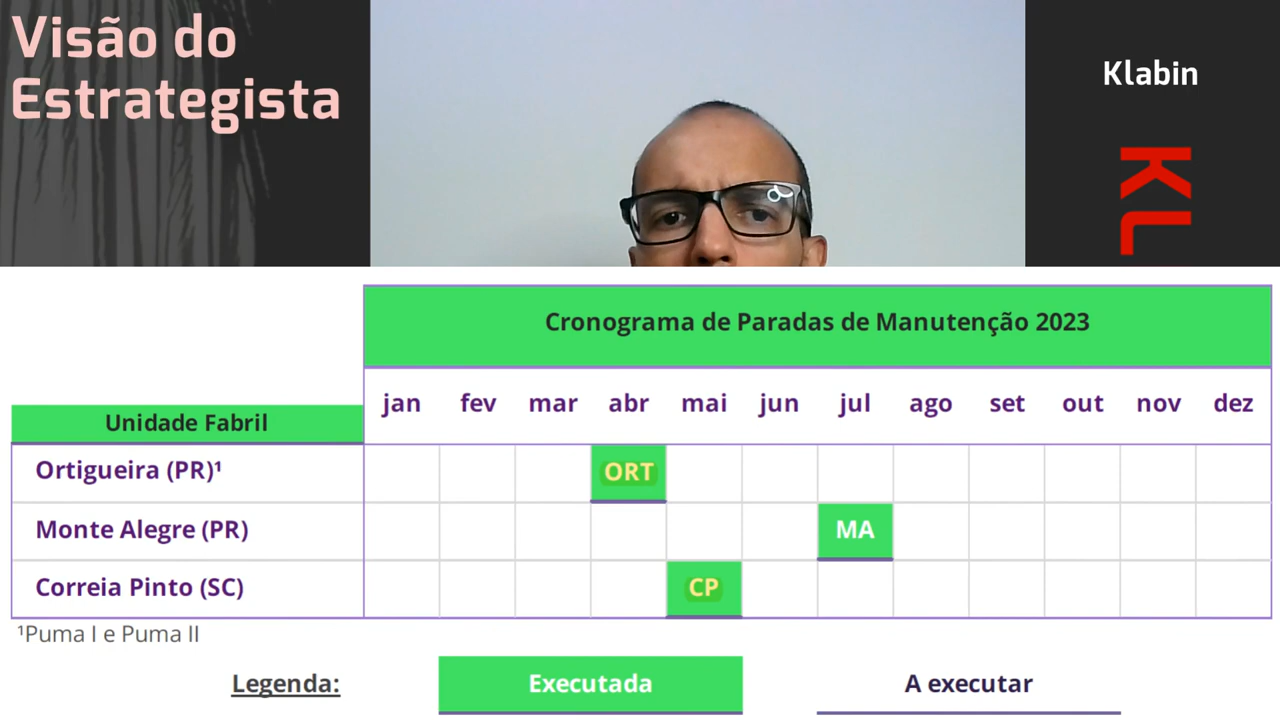 Visão do
Estrategista
Klabin
KL
Cronograma de Paradas de Manutenção 2023
jan fev mar abr mai jun jul ago set out nov dez
Unidade Fabril
Ortigueira (PR)¹ ORT
Monte Alegre (PR) MA
Correia Pinto (SC) CP
¹Puma I e Puma II
Legenda: Executada A executar